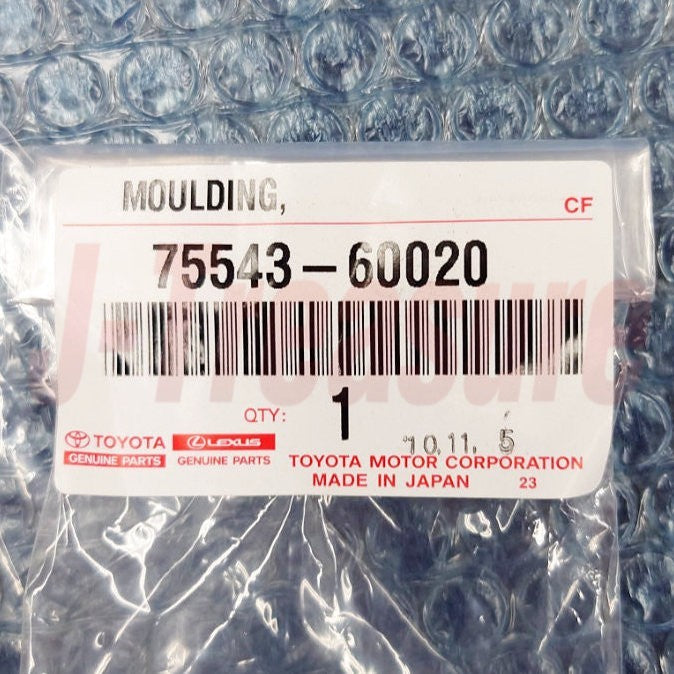 MOULDING,
CF
75543-60020
J-Treasure
QTY: 1
10.11. 5
TOYOTA LEXUS
GENUINE PARTS GENUINE PARTS
TOYOTA MOTOR CORPORATION
MADE IN JAPAN 23